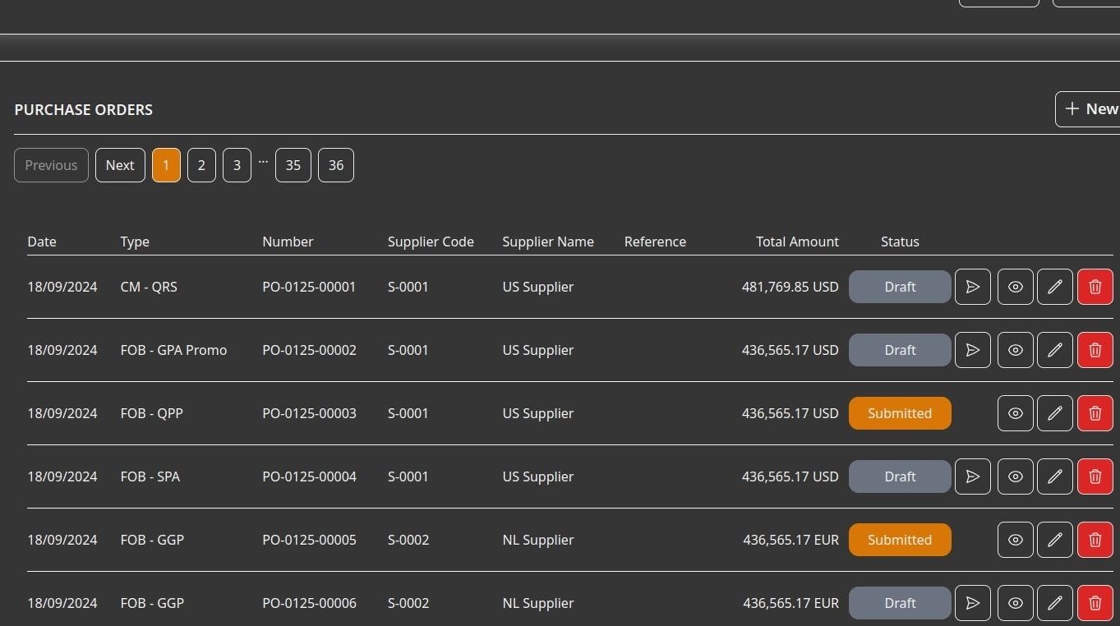 PURCHASE ORDERS
+ New
Previous Next 1 2 3 ... 35 36
Date Type Number Supplier Code Supplier Name Reference Total Amount Status
18/09/2024 CM - QRS PO-0125-00001 S-0001 US Supplier 481,769.85 USD Draft
18/09/2024 FOB - GPA Promo PO-0125-00002 S-0001 US Supplier 436,565.17 USD Draft
18/09/2024 FOB - QPP PO-0125-00003 S-0001 US Supplier 436,565.17 USD Submitted
18/09/2024 FOB - SPA PO-0125-00004 S-0001 US Supplier 436,565.17 USD Draft
18/09/2024 FOB - GGP PO-0125-00005 S-0002 NL Supplier 436,565.17 EUR Submitted
18/09/2024 FOB - GGP PO-0125-00006 S-0002 NL Supplier 436,565.17 EUR Draft